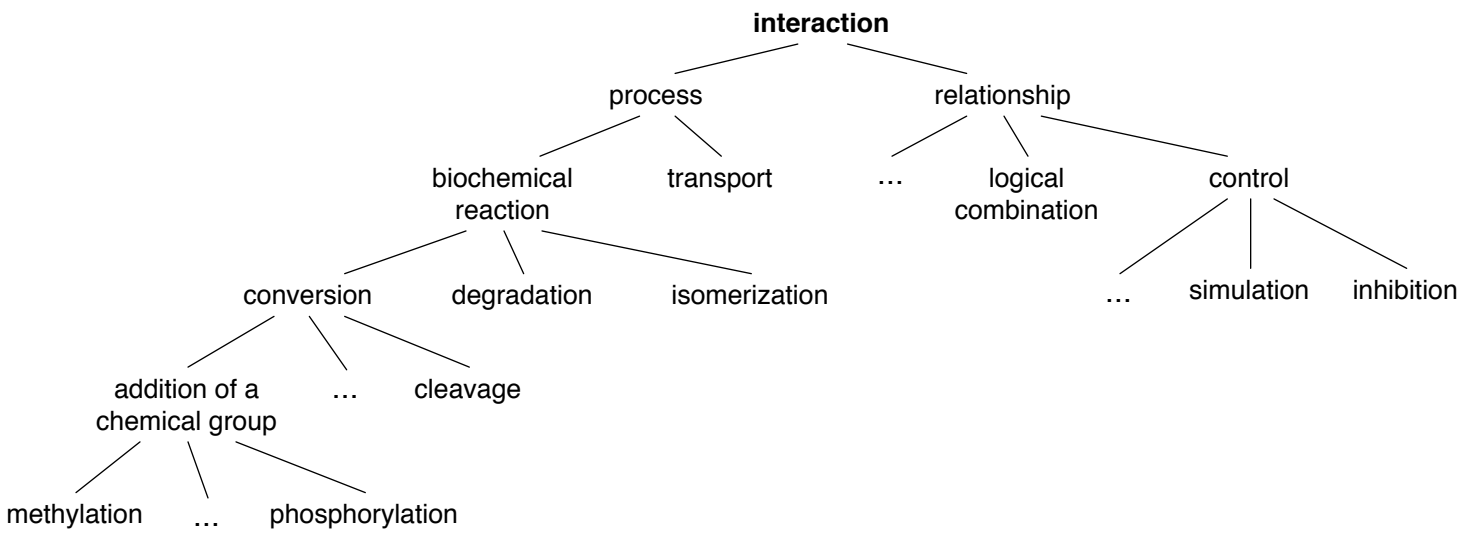 interaction
process
relationship
biochemical
reaction
transport
...
logical
combination
control
conversion
degradation
isomerization
...
simulation
inhibition
addition of a
chemical group
...
cleavage
methylation
...
phosphorylation